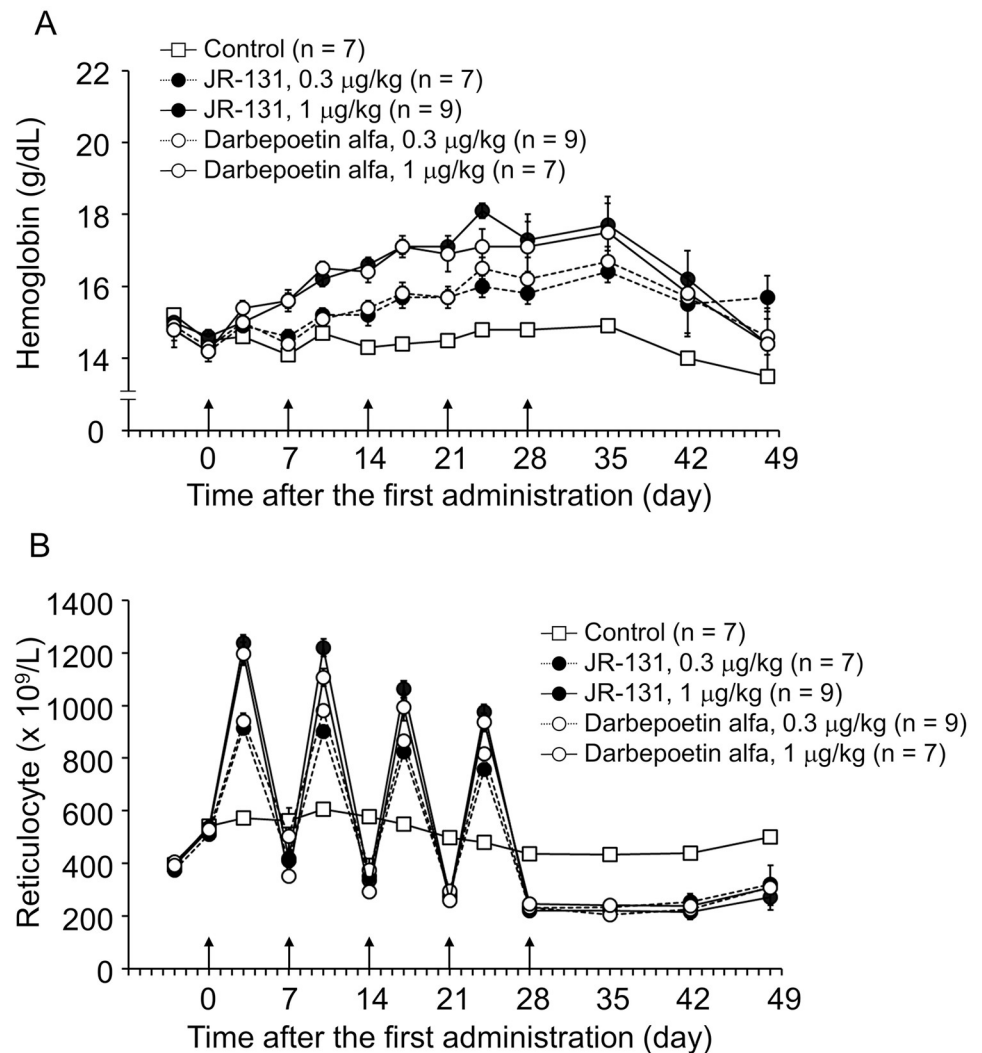 A
Control (n = 7)
JR-131, 0.3 μg/kg (n = 7)
JR-131, 1 μg/kg (n = 9)
Darbepoetin alfa, 0.3 μg/kg (n = 9)
Darbepoetin alfa, 1 μg/kg (n = 7)
Hemoglobin (g/dL)
22
20
18
16
14
0
0 7 14 21 28 35 42 49
Time after the first administration (day)
B
Control (n = 7)
JR-131, 0.3 μg/kg (n = 7)
JR-131, 1 μg/kg (n = 9)
Darbepoetin alfa, 0.3 μg/kg (n = 9)
Darbepoetin alfa, 1 μg/kg (n = 7)
Reticulocyte (x 10⁹/L)
1400
1200
1000
800
600
400
200
0
0 7 14 21 28 35 42 49
Time after the first administration (day)